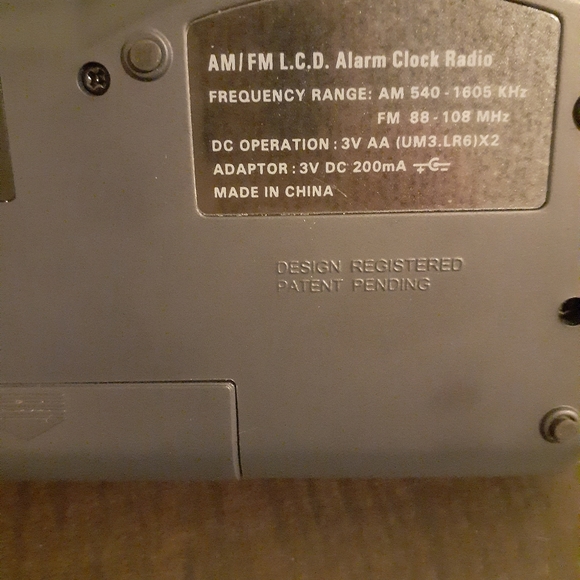 AM/FM L.C.D. Alarm Clock Radio
FREQUENCY RANGE: AM 540-1605 KHz
FM 88-108 MHz
DC OPERATION : 3V AA (UM3.LR6)X2
ADAPTOR : 3V DC 200mA
MADE IN CHINA
DESIGN REGISTERED
PATENT PENDING